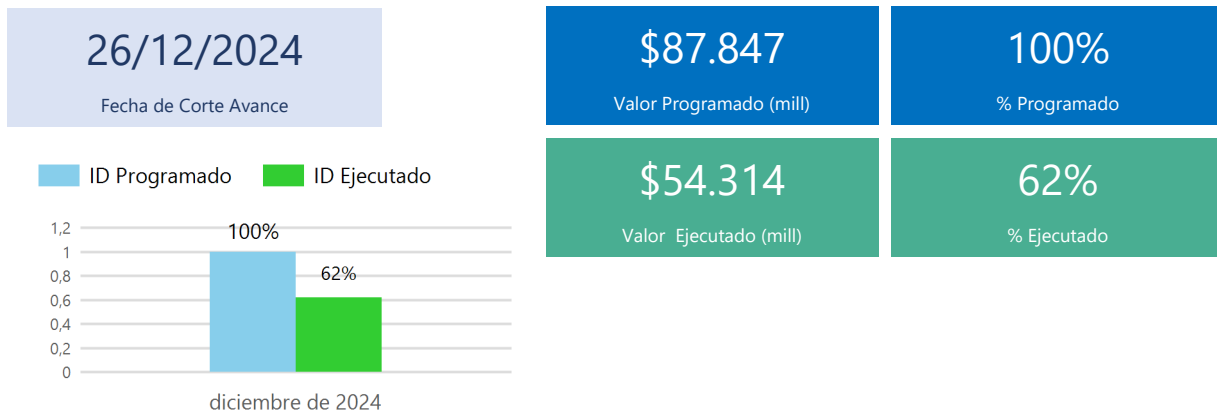 26/12/2024
Fecha de Corte Avance
$87.847
Valor Programado (mill)
100%
% Programado
$54.314
Valor  Ejecutado (mill)
62%
% Ejecutado
ID Programado
ID Ejecutado
1,2
1
0,8
0,6
0,4
0,2
0
100%
62%
diciembre de 2024